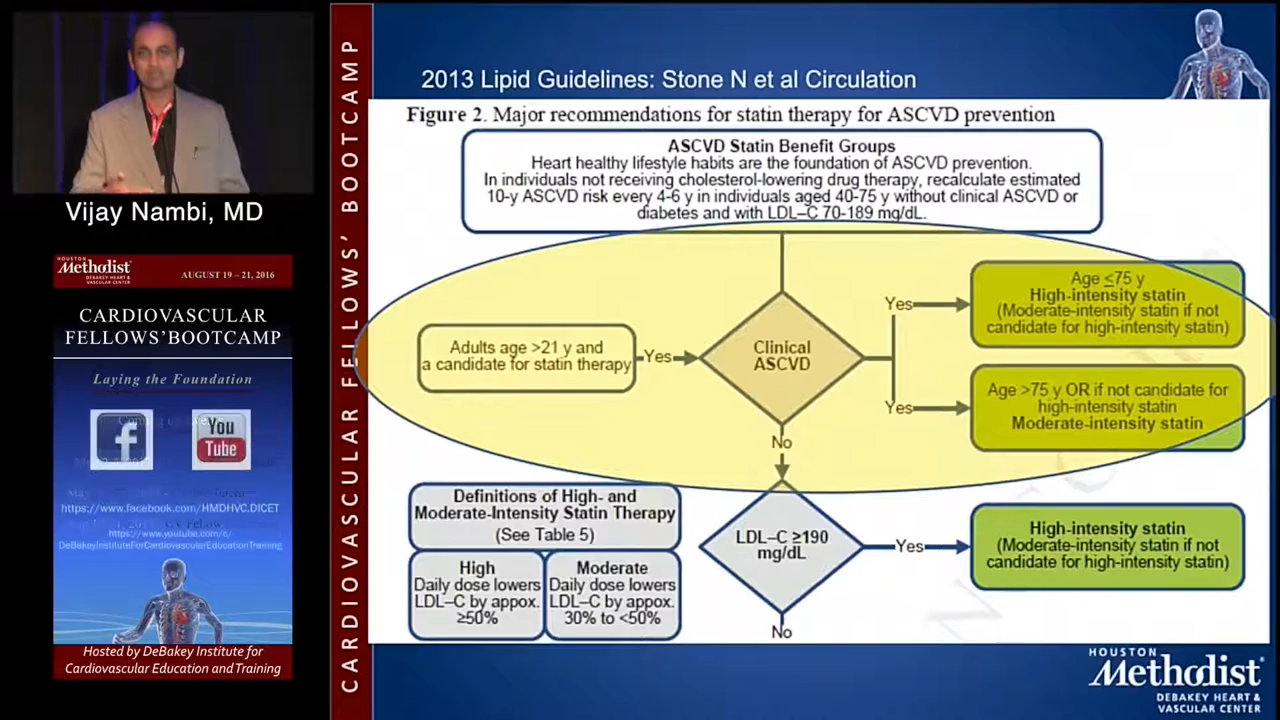 Vijay Nambi, MD
HOUSTON
Methodist
DEBAKEY HEART &
VASCULAR CENTER
AUGUST 19 – 21, 2016
CARDIOVASCULAR
FELLOWS'BOOTCAMP
Laying the Foundation
f
You
Tube
https://www.facebook.com/HMDHVC.DICET
https://www.youtube.com/c/
DeBakeyInstituteForCardiovascularEducationTraining
Hosted by DeBakey Institute for
Cardiovascular Education and Training
CARDIOVASCULAR FELLOWS' BOOTCAMP
2013 Lipid Guidelines: Stone N et al Circulation
Figure 2. Major recommendations for statin therapy for ASCVD prevention
ASCVD Statin Benefit Groups
Heart healthy lifestyle habits are the foundation of ASCVD prevention.
In individuals not receiving cholesterol-lowering drug therapy, recalculate estimated
10-y ASCVD risk every 4-6 y in individuals aged 40-75 y without clinical ASCVD or
diabetes and with LDL–C 70-189 mg/dL.
Adults age >21 y and
a candidate for statin therapy
Yes
Clinical
ASCVD
Yes
Age ≤75 y
High-intensity statin
(Moderate-intensity statin if not
candidate for high-intensity statin)
Yes
Age >75 y OR if not candidate for
high-intensity statin
Moderate-intensity statin
No
Definitions of High- and
Moderate-Intensity Statin Therapy
(See Table 5)
High
Daily dose lowers
LDL–C by appox.
≥50%
Moderate
Daily dose lowers
LDL–C by appox.
30% to <50%
LDL–C ≥190
mg/dL
Yes
High-intensity statin
(Moderate-intensity statin if not
candidate for high-intensity statin)
No
HOUSTON
Methodist
DEBAKEY HEART &
VASCULAR CENTER